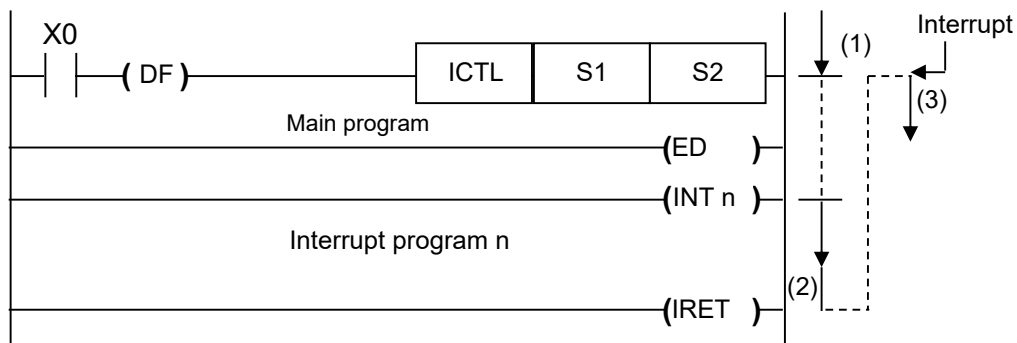 X0
( DF )
ICTL S1 S2
(1)
Interrupt
(3)
Main program
(ED )
(INT n )
Interrupt program n
(2)
(IRET )